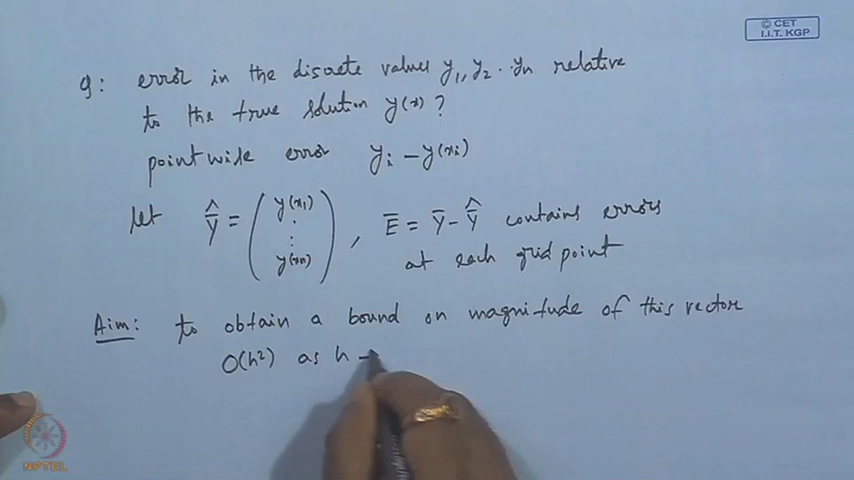 © CET
I.I.T. KGP
q: error in the discrete values y₁, y₂ . yₙ relative
to the true solution y(x) ?
pointwise error yᵢ - y(xᵢ)
let Ȳ̂ = ( y(x₁) : : y(xₙ) ) , Ē = Ȳ - Ȳ̂ contains errors
at each grid point
Aim: to obtain a bound on magnitude of this vector
O(h²) as h -
NPTEL